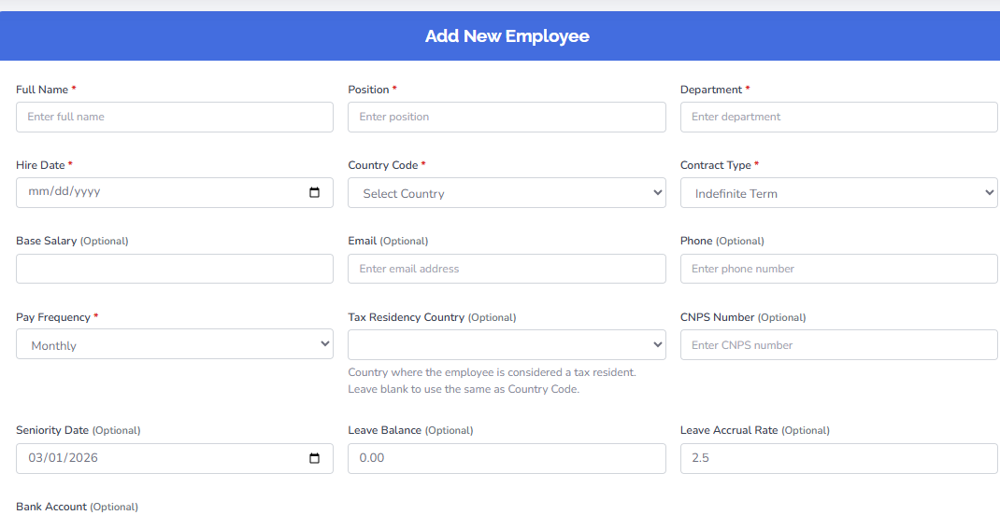 Add New Employee
Full Name *
Position *
Department *
Enter full name
Enter position
Enter department
Hire Date *
Country Code *
Contract Type *
mm/dd/yyyy
Select Country
Indefinite Term
Base Salary (Optional)
Email (Optional)
Phone (Optional)
Enter email address
Enter phone number
Pay Frequency *
Tax Residency Country (Optional)
CNPS Number (Optional)
Monthly
Enter CNPS number
Country where the employee is considered a tax resident.
Leave blank to use the same as Country Code.
Seniority Date (Optional)
Leave Balance (Optional)
Leave Accrual Rate (Optional)
03/01/2026
0.00
2.5
Bank Account (Optional)